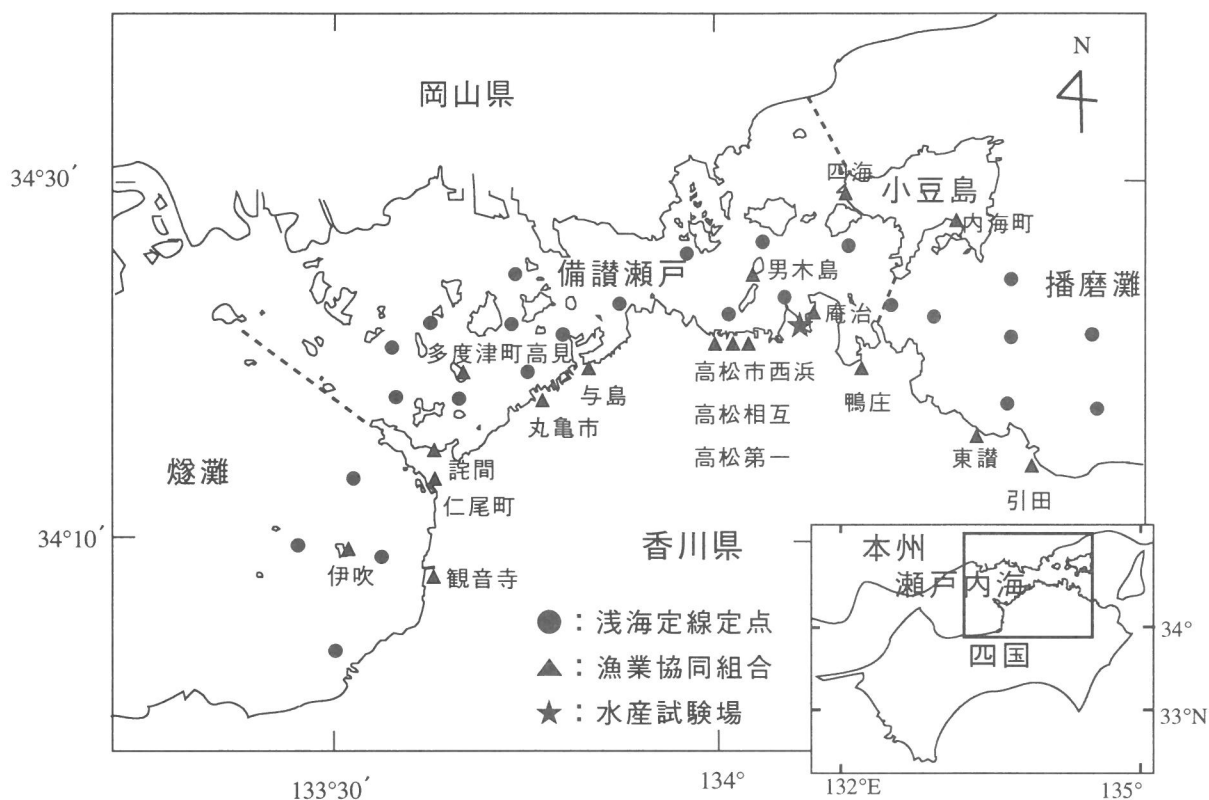 N
岡山県
34°30′
四海
小豆島
内海町
備讃瀬戸
男木島
播磨灘
庵治
多度津町高見
高松市西浜
与島
鴨庄
丸亀市
高松相互
高松第一
東讃
燧灘
詫間
引田
仁尾町
34°10′
香川県
伊吹
観音寺
●：浅海定線定点
▲：漁業協同組合
★：水産試験場
本州
瀬戸内海
四国
34°
33°N
133°30′
134°
132°E
135°